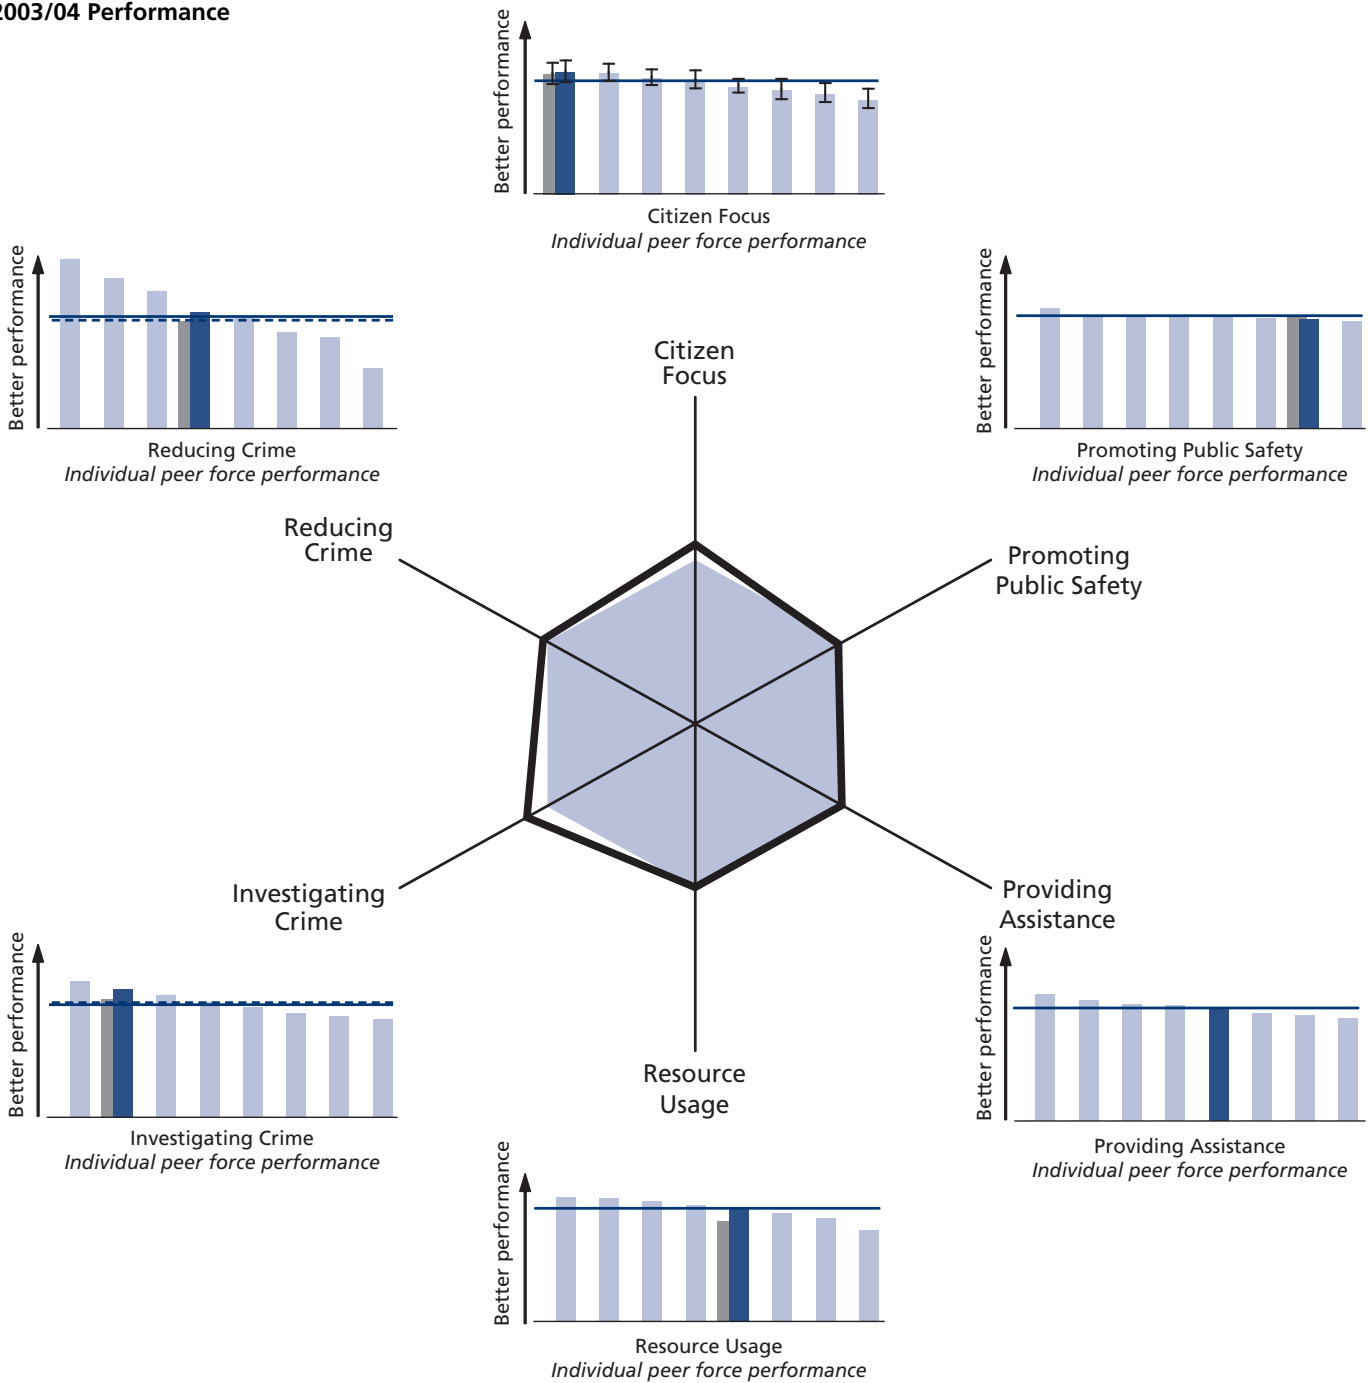 2003/04 Performance
Better performance
Citizen Focus
Individual peer force performance
Better performance
Reducing Crime
Individual peer force performance
Better performance
Promoting Public Safety
Individual peer force performance
Citizen
Focus
Reducing
Crime
Promoting
Public Safety
Investigating
Crime
Providing
Assistance
Resource
Usage
Better performance
Investigating Crime
Individual peer force performance
Better performance
Providing Assistance
Individual peer force performance
Better performance
Resource Usage
Individual peer force performance